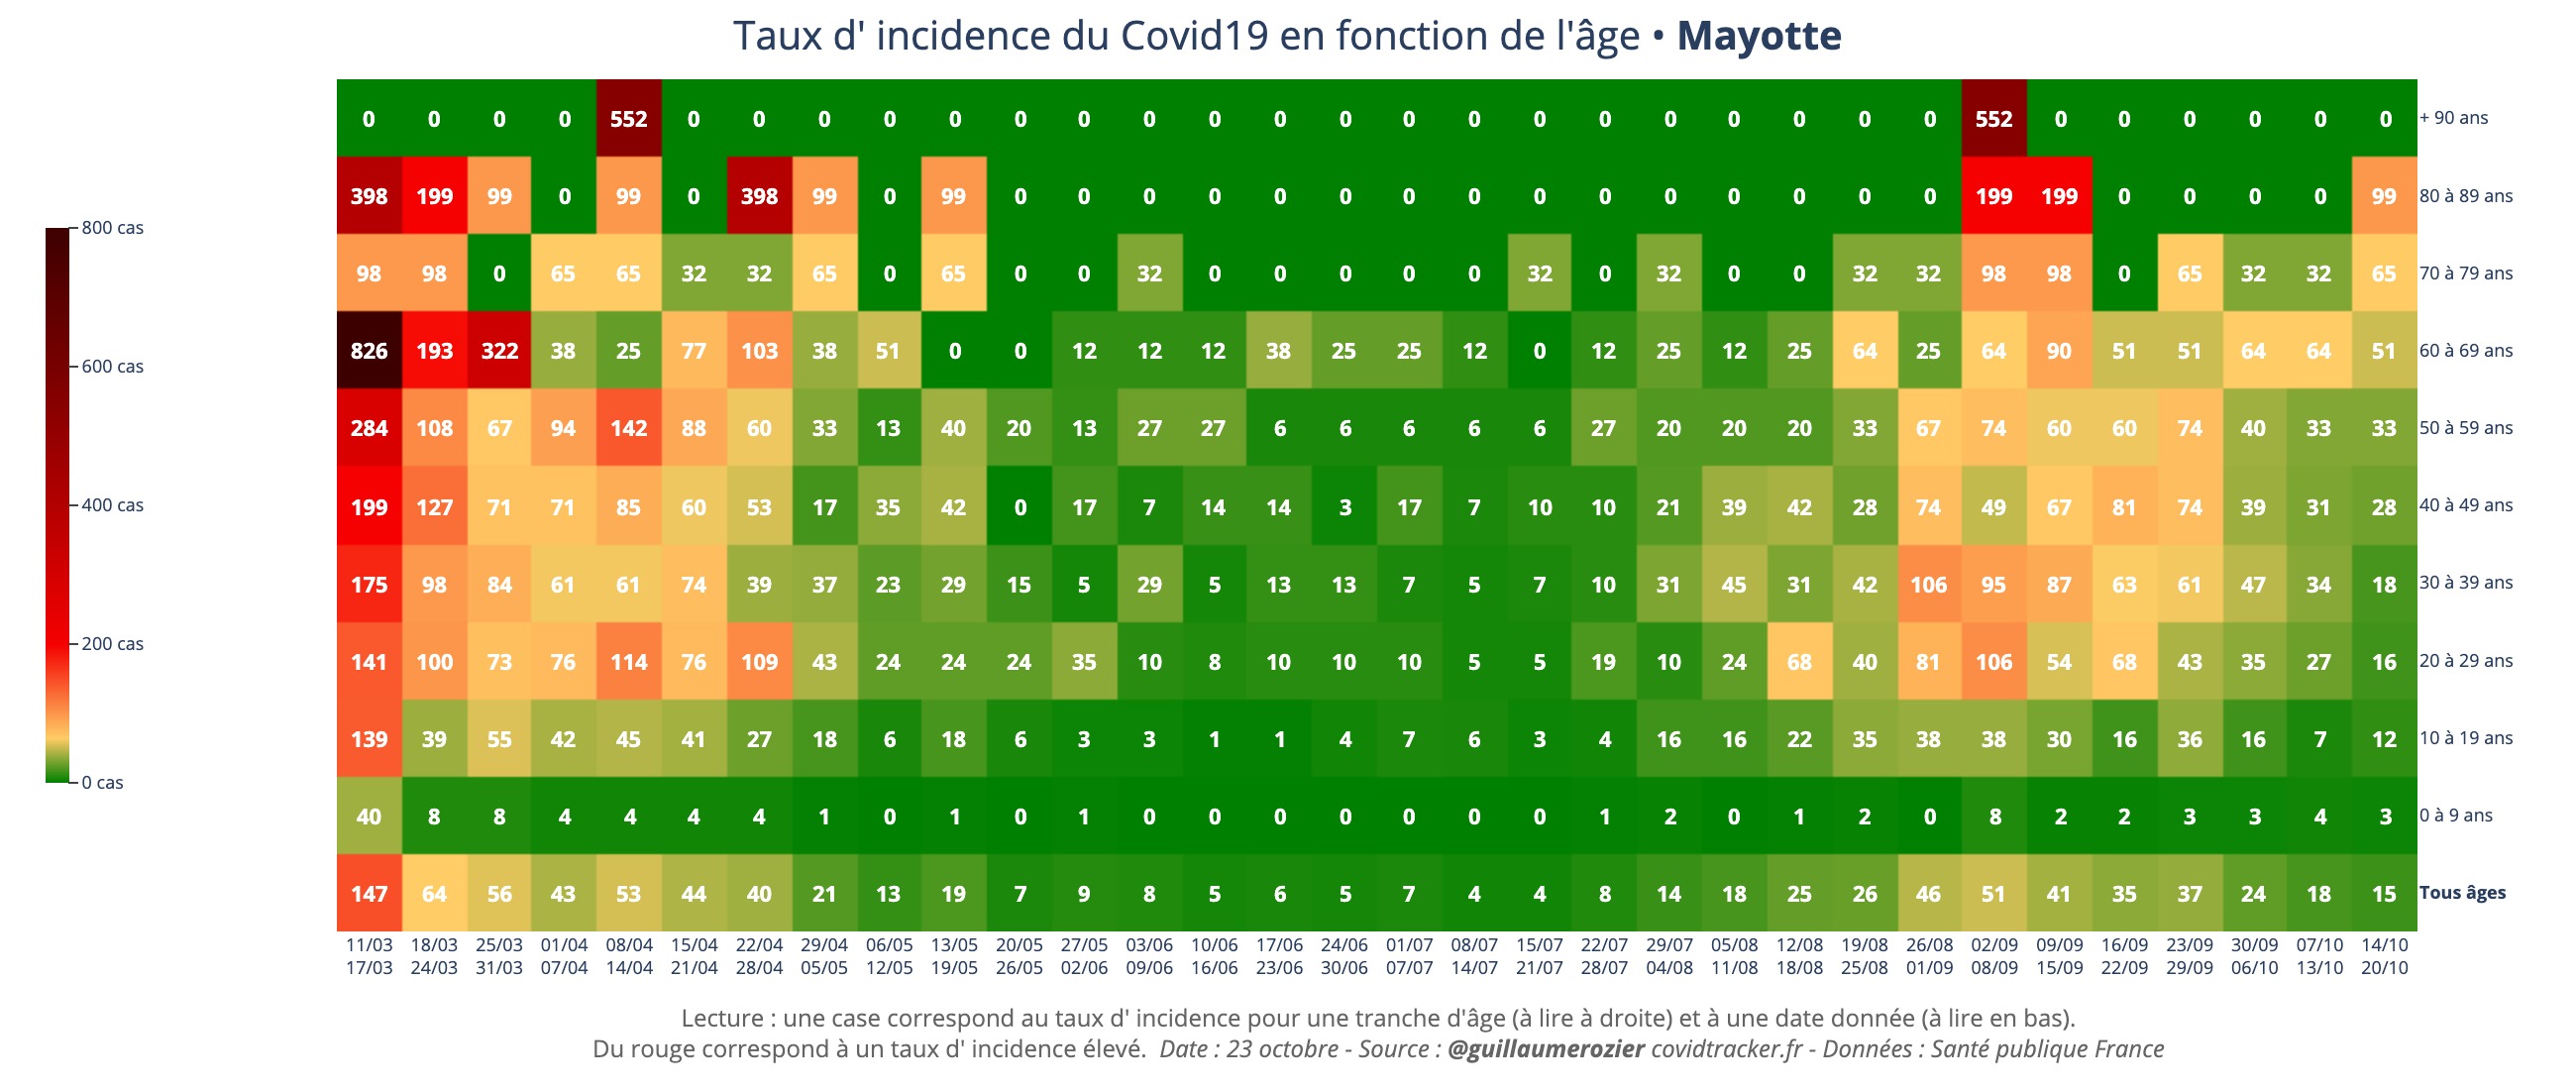 Taux d' incidence du Covid19 en fonction de l'âge • Mayotte
0 0 0 0 552 0 0 0 0 0 0 0 0 0 0 0 0 0 0 0 0 0 0 0 0 552 0 0 0 0 0 0 + 90 ans
398 199 99 0 99 0 398 99 0 99 0 0 0 0 0 0 0 0 0 0 0 0 0 0 0 199 199 0 0 0 0 99 80 à 89 ans
800 cas
98 98 0 65 65 32 32 65 0 65 0 0 32 0 0 0 0 0 32 0 32 0 0 32 32 98 98 0 65 32 32 65 70 à 79 ans
826 193 322 38 25 77 103 38 51 0 0 12 12 12 38 25 25 12 0 12 25 12 25 64 25 64 90 51 51 64 64 51 60 à 69 ans
600 cas
284 108 67 94 142 88 60 33 13 40 20 13 27 27 6 6 6 6 6 27 20 20 20 33 67 74 60 60 74 40 33 33 50 à 59 ans
400 cas
199 127 71 71 85 60 53 17 35 42 0 17 7 14 14 3 17 7 10 10 21 39 42 28 74 49 67 81 74 39 31 28 40 à 49 ans
175 98 84 61 61 74 39 37 23 29 15 5 29 5 13 13 7 5 7 10 31 45 31 42 106 95 87 63 61 47 34 18 30 à 39 ans
200 cas
141 100 73 76 114 76 109 43 24 24 24 35 10 8 10 10 10 5 5 19 10 24 68 40 81 106 54 68 43 35 27 16 20 à 29 ans
139 39 55 42 45 41 27 18 6 18 6 3 3 1 1 4 7 6 3 4 16 16 22 35 38 38 30 16 36 16 7 12 10 à 19 ans
0 cas
40 8 8 4 4 4 4 1 0 1 0 1 0 0 0 0 0 0 0 1 2 0 1 2 0 8 2 2 3 3 4 3 0 à 9 ans
147 64 56 43 53 44 40 21 13 19 7 9 8 5 6 5 7 4 4 8 14 18 25 26 46 51 41 35 37 24 18 15 Tous âges
11/03 18/03 25/03 01/04 08/04 15/04 22/04 29/04 06/05 13/05 20/05 27/05 03/06 10/06 17/06 24/06 01/07 08/07 15/07 22/07 29/07 05/08 12/08 19/08 26/08 02/09 09/09 16/09 23/09 30/09 07/10 14/10
17/03 24/03 31/03 07/04 14/04 21/04 28/04 05/05 12/05 19/05 26/05 02/06 09/06 16/06 23/06 30/06 07/07 14/07 21/07 28/07 04/08 11/08 18/08 25/08 01/09 08/09 15/09 22/09 29/09 06/10 13/10 20/10
Lecture : une case correspond au taux d' incidence pour une tranche d'âge (à lire à droite) et à une date donnée (à lire en bas).
Du rouge correspond à un taux d' incidence élevé. Date : 23 octobre - Source : @guillaumerozier covidtracker.fr - Données : Santé publique France